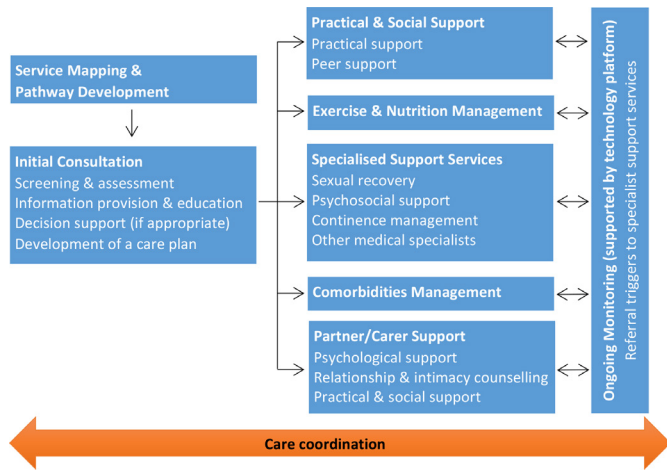 Service Mapping &
Pathway Development
Initial Consultation
Screening & assessment
Information provision & education
Decision support (if appropriate)
Development of a care plan
Practical & Social Support
Practical support
Peer support
Exercise & Nutrition Management
Specialised Support Services
Sexual recovery
Psychosocial support
Continence management
Other medical specialists
Comorbidities Management
Partner/Carer Support
Psychological support
Relationship & intimacy counselling
Practical & social support
Ongoing Monitoring (supported by technology platform)
Referral triggers to specialist support services
Care coordination